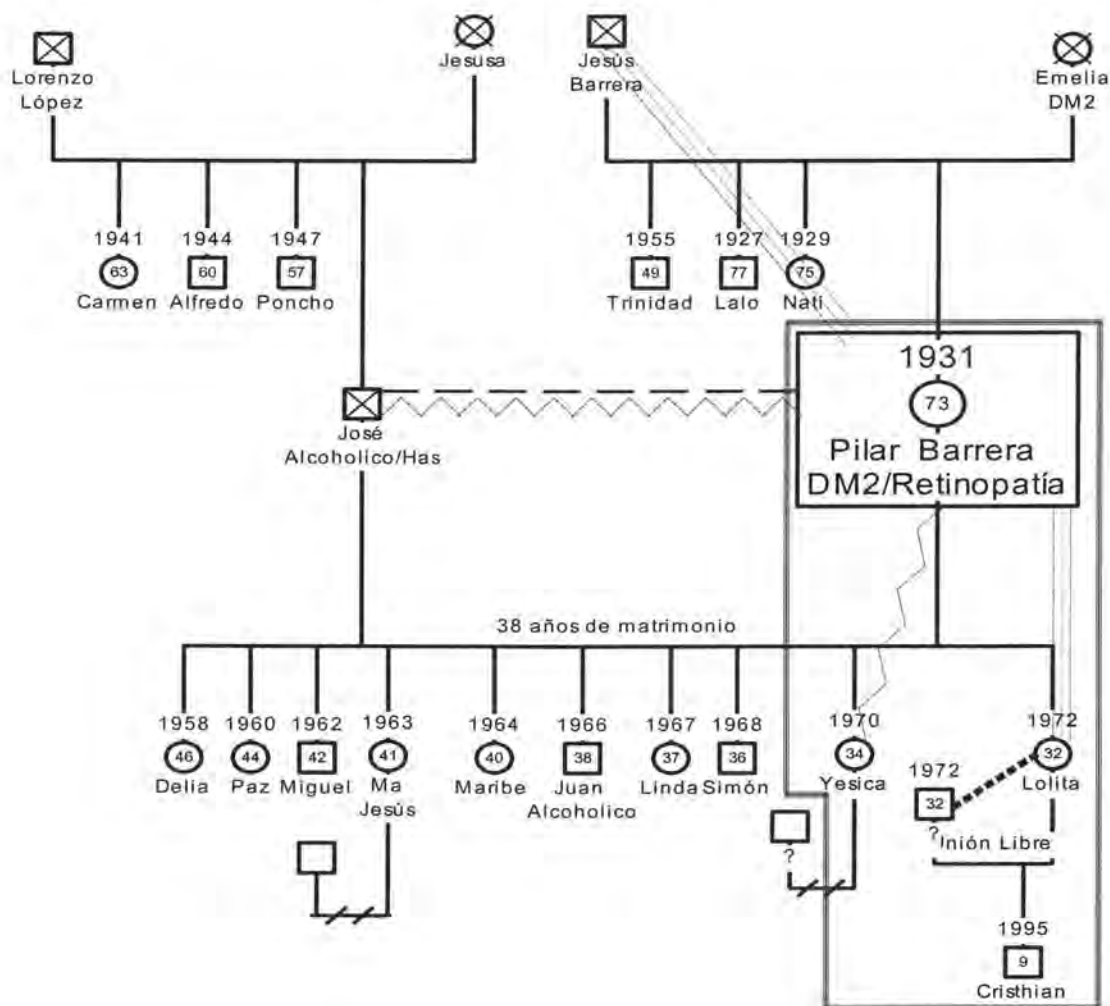 Lorenzo
López
Jesusa
Jesús
Barrera
Emelia
DM2
1941
63
Carmen
1944
60
Alfredo
1947
57
Poncho
1955
49
Trinidad
1927
77
Lalo
1929
75
Nati
José
Alcoholico/Has
1931
73
Pilar Barrera
DM2/Retinopatía
38 años de matrimonio
1958
46
Delia
1960
44
Paz
1962
42
Miguel
1963
41
Ma
Jesús
1964
40
Maribe
1966
38
Juan
Alcoholico
1967
37
Linda
1968
36
Simón
1970
34
Yesica
?
1972
32
?
1972
32
Lolita
Inión Libre
1995
9
Cristhian